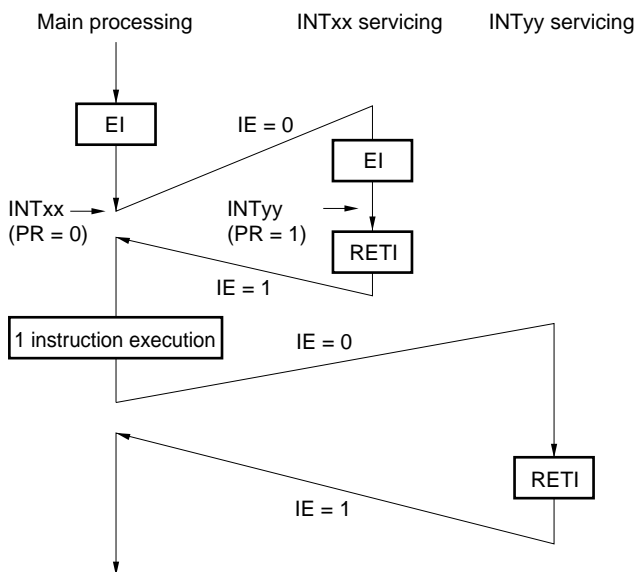 Main processing
INTxx servicing
INTyy servicing
EI
IE = 0
EI
INTxx
(PR = 0)
INTyy
(PR = 1)
RETI
IE = 1
1 instruction execution
IE = 0
RETI
IE = 1